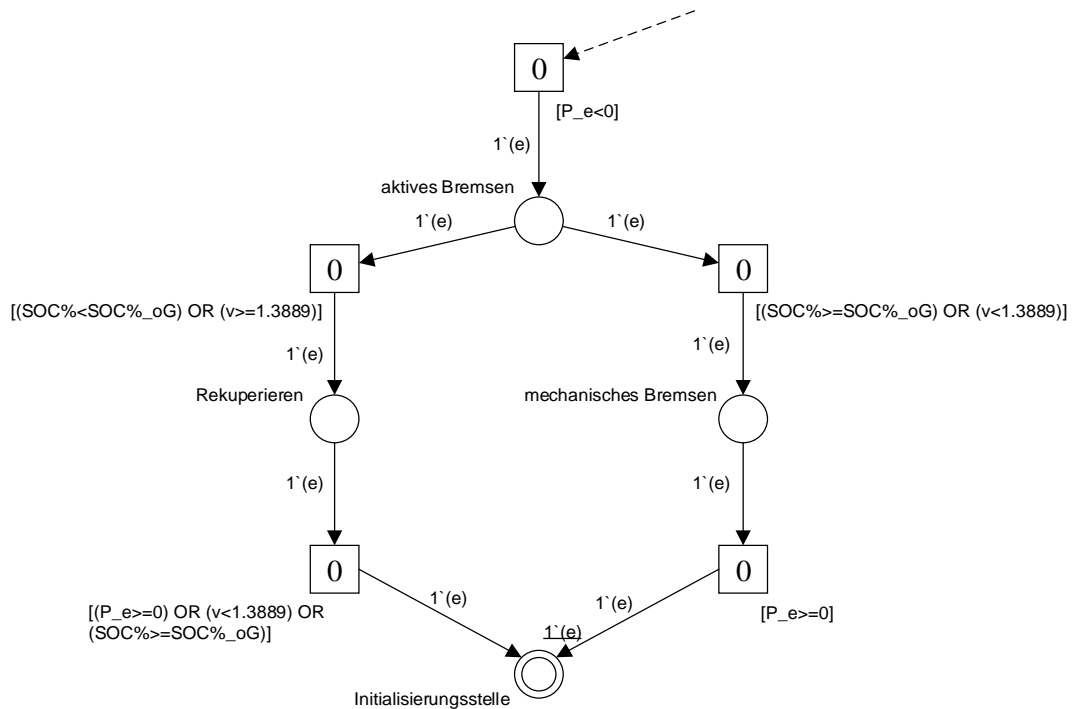 0
[P_e<0]
1`(e)
aktives Bremsen
1`(e)
1`(e)
0
0
[(SOC%<SOC%_oG) OR (v>=1.3889)]
[(SOC%>=SOC%_oG) OR (v<1.3889)]
1`(e)
1`(e)
Rekuperieren
mechanisches Bremsen
1`(e)
1`(e)
0
0
1`(e)
1`(e)
[(P_e>=0) OR (v<1.3889) OR
(SOC%>=SOC%_oG)]
[P_e>=0]
1`(e)
Initialisierungsstelle